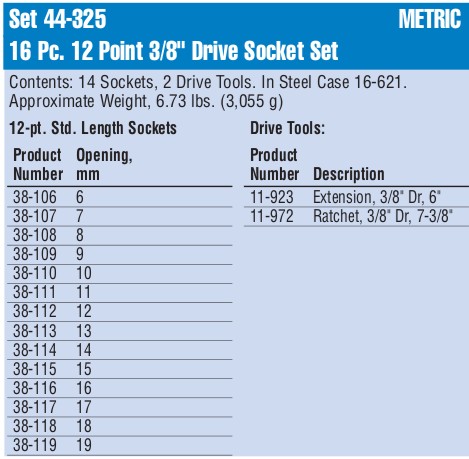 Set 44-325 METRIC
16 Pc. 12 Point 3/8" Drive Socket Set
Contents: 14 Sockets, 2 Drive Tools. In Steel Case 16-621.
Approximate Weight, 6.73 lbs. (3,055 g)
12-pt. Std. Length Sockets
Product Opening,
Number mm
38-106 6
38-107 7
38-108 8
38-109 9
38-110 10
38-111 11
38-112 12
38-113 13
38-114 14
38-115 15
38-116 16
38-117 17
38-118 18
38-119 19
Drive Tools:
Product
Number Description
11-923 Extension, 3/8" Dr, 6"
11-972 Ratchet, 3/8" Dr, 7-3/8"